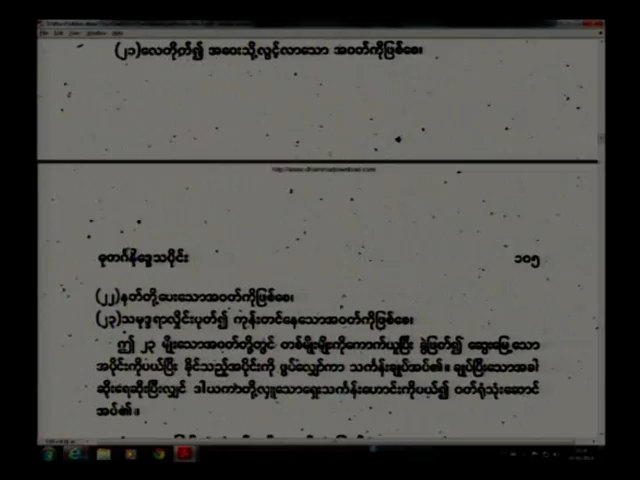 (၂၁)လေတိုက်၍ အဝေးသို့လွင့်လာသော အဝတ်ကိုဖြစ်စေ၊
http://www.dhammadownload.com
ဓုတင်္ဂနိဒ္ဒေသပိုင်း ၁၀၅
(၂၂)နတ်တို့ပေးသောအဝတ်ကိုဖြစ်စေ၊
(၂၃)သမုဒ္ဒရာလှိုင်းပုတ်၍ ကုန်းတင်နေသောအဝတ်ကိုဖြစ်စေ၊
ဤ ၂၃ မျိုးသောအဝတ်တို့တွင် တစ်မျိုးမျိုးကိုကောက်ယူပြီး ခွဲဖြတ်၍ ဆွေးမြေ့သော
အပိုင်းကိုပယ်ပြီး ခိုင်သည့်အပိုင်းကို ဖွပ်လျှော်ကာ သင်္ကန်းချုပ်အပ်၏။ ချုပ်ပြီးသောအခါ
ဆိုးရေဆိုးပြီးလျှင် ဒါယကာတို့လှူသောရှေးသင်္ကန်းဟောင်းကိုပယ်၍ ဝတ်ရုံသုံးဆောင်
အပ်၏။